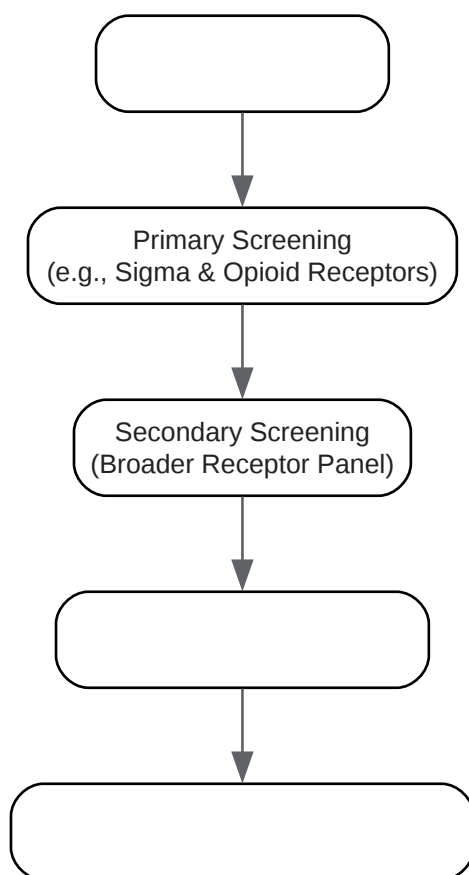 Primary Screening
(e.g., Sigma & Opioid Receptors)
Secondary Screening
(Broader Receptor Panel)